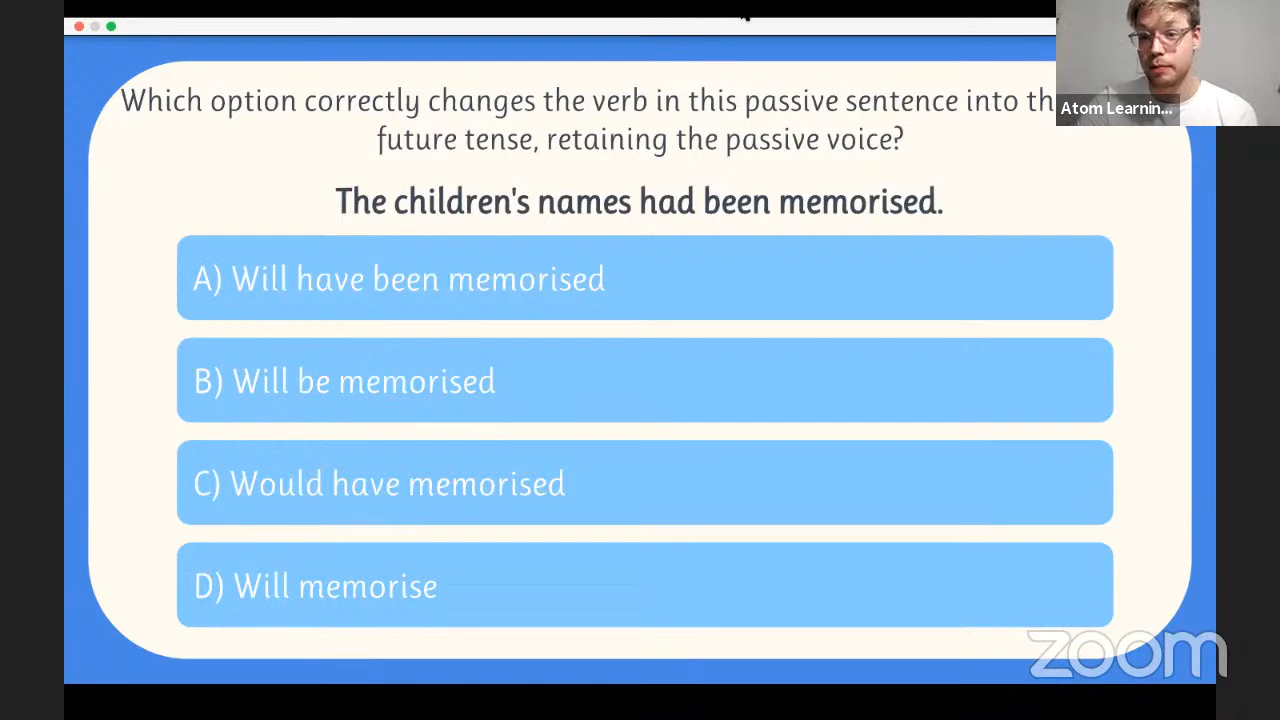 Which option correctly changes the verb in this passive sentence into th
future tense, retaining the passive voice?
The children's names had been memorised.
A) Will have been memorised
B) Will be memorised
C) Would have memorised
D) Will memorise
Atom Learnin...
zoom